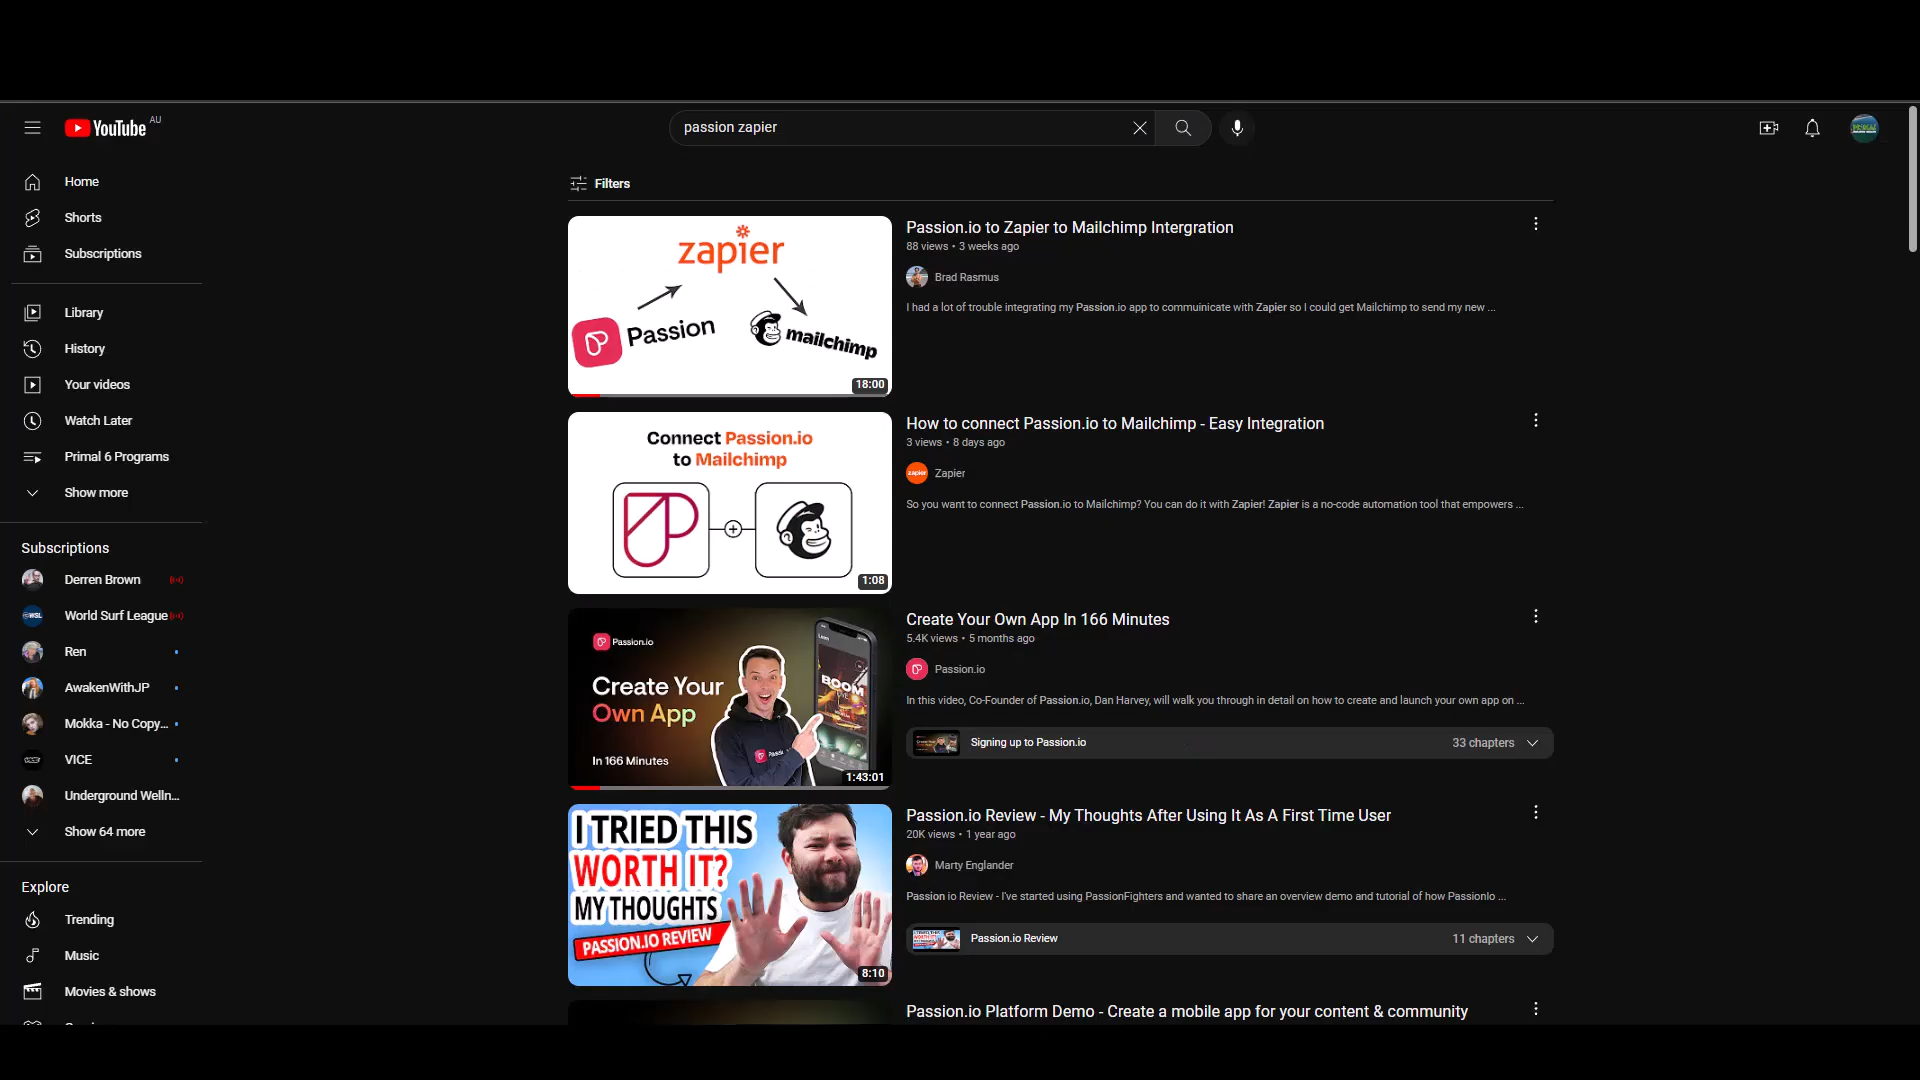 YouTube AU
passion zapier
Home
Shorts
Subscriptions
Library
History
Your videos
Watch Later
Primal 6 Programs
Show more
Subscriptions
Derren Brown
World Surf League
Ren
AwakenWithJP
Mokka - No Copy...
VICE
Underground Welln...
Show 64 more
Explore
Trending
Music
Movies & shows
Filters
zapier
Passion
mailchimp
18:00
Passion.io to Zapier to Mailchimp Intergration
88 views • 3 weeks ago
Brad Rasmus
I had a lot of trouble integrating my Passion.io app to commuinicate with Zapier so I could get Mailchimp to send my new ...
Connect Passion.io
to Mailchimp
1:08
How to connect Passion.io to Mailchimp - Easy Integration
3 views • 8 days ago
zapier
Zapier
So you want to connect Passion.io to Mailchimp? You can do it with Zapier! Zapier is a no-code automation tool that empowers ...
Passion.io
Create Your
Own App
In 166 Minutes
BOOM
1:43:01
Create Your Own App In 166 Minutes
5.4K views • 5 months ago
Passion.io
In this video, Co-Founder of Passion.io, Dan Harvey, will walk you through in detail on how to create and launch your own app on ...
Signing up to Passion.io
33 chapters
I TRIED THIS
WORTH IT?
MY THOUGHTS
PASSION.IO REVIEW
8:10
Passion.io Review - My Thoughts After Using It As A First Time User
20K views • 1 year ago
Marty Englander
Passion io Review - I've started using PassionFighters and wanted to share an overview demo and tutorial of how PassionIo ...
Passion.io Review
11 chapters
Passion.io Platform Demo - Create a mobile app for your content & community